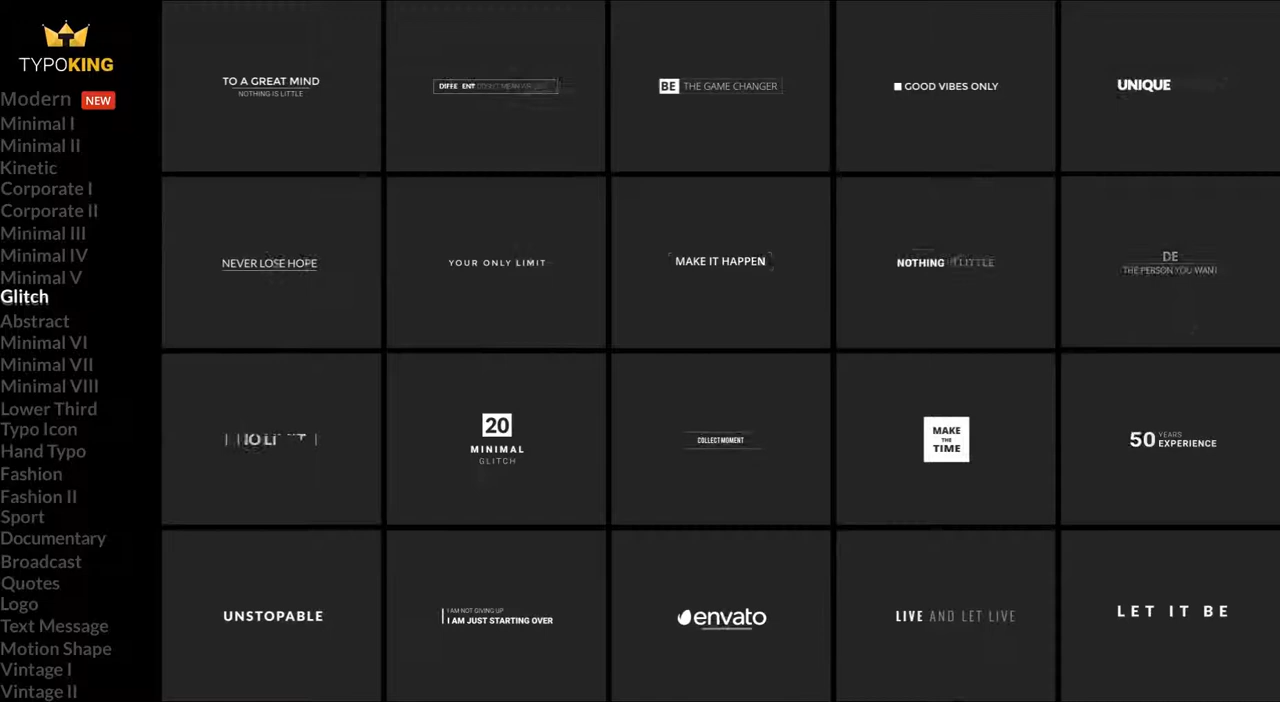 TYPOKING
Modern NEW
Minimal I
Minimal II
Kinetic
Corporate I
Corporate II
Minimal III
Minimal IV
Minimal V
Glitch
Abstract
Minimal VI
Minimal VII
Minimal VIII
Lower Third
Typo Icon
Hand Typo
Fashion
Fashion II
Sport
Documentary
Broadcast
Quotes
Logo
Text Message
Motion Shape
Vintage I
Vintage II
TO A GREAT MIND
NOTHING IS LITTLE
BE THE GAME CHANGER
GOOD VIBES ONLY
UNIQUE
NEVER LOSE HOPE
YOUR ONLY LIMIT
MAKE IT HAPPEN
NOTHING LITTLE
THE PERSON YOU WANT
20
MINIMAL
GLITCH
COLLECT MOMENT
MAKE
THE
TIME
50 YEARS
EXPERIENCE
UNSTOPABLE
I AM NOT GIVING UP
I AM JUST STARTING OVER
envato
LIVE AND LET LIVE
LET IT BE